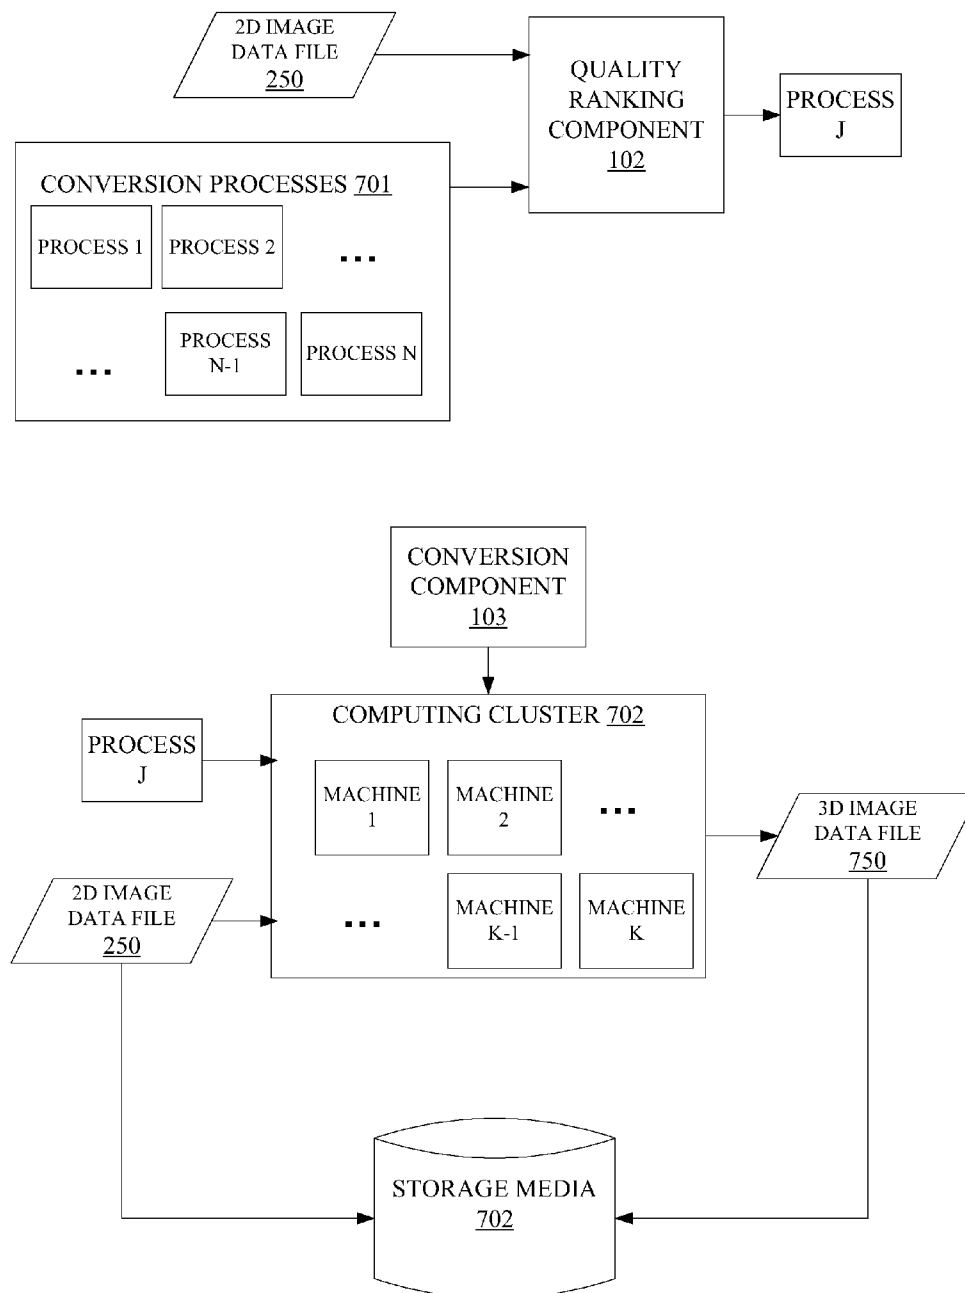 2D IMAGE
DATA FILE
250
QUALITY
RANKING
COMPONENT
102
PROCESS
J
CONVERSION PROCESSES 701
PROCESS 1
PROCESS 2
...
...
PROCESS
N-1
PROCESS N
CONVERSION
COMPONENT
103
COMPUTING CLUSTER 702
PROCESS
J
MACHINE
1
MACHINE
2
...
3D IMAGE
DATA FILE
750
2D IMAGE
DATA FILE
250
...
MACHINE
K-1
MACHINE
K
STORAGE MEDIA
702